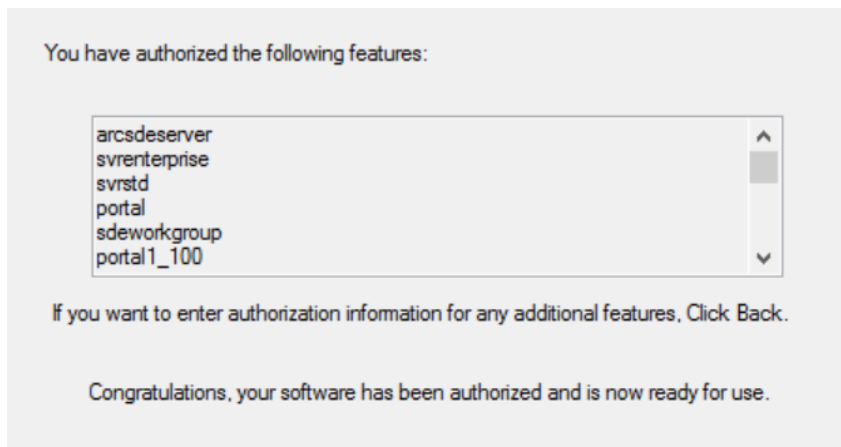 You have authorized the following features:
arcsdeserver
svrenterprise
svrstd
portal
sdeworkgroup
portal1_100
If you want to enter authorization information for any additional features, Click Back.
Congratulations, your software has been authorized and is now ready for use.